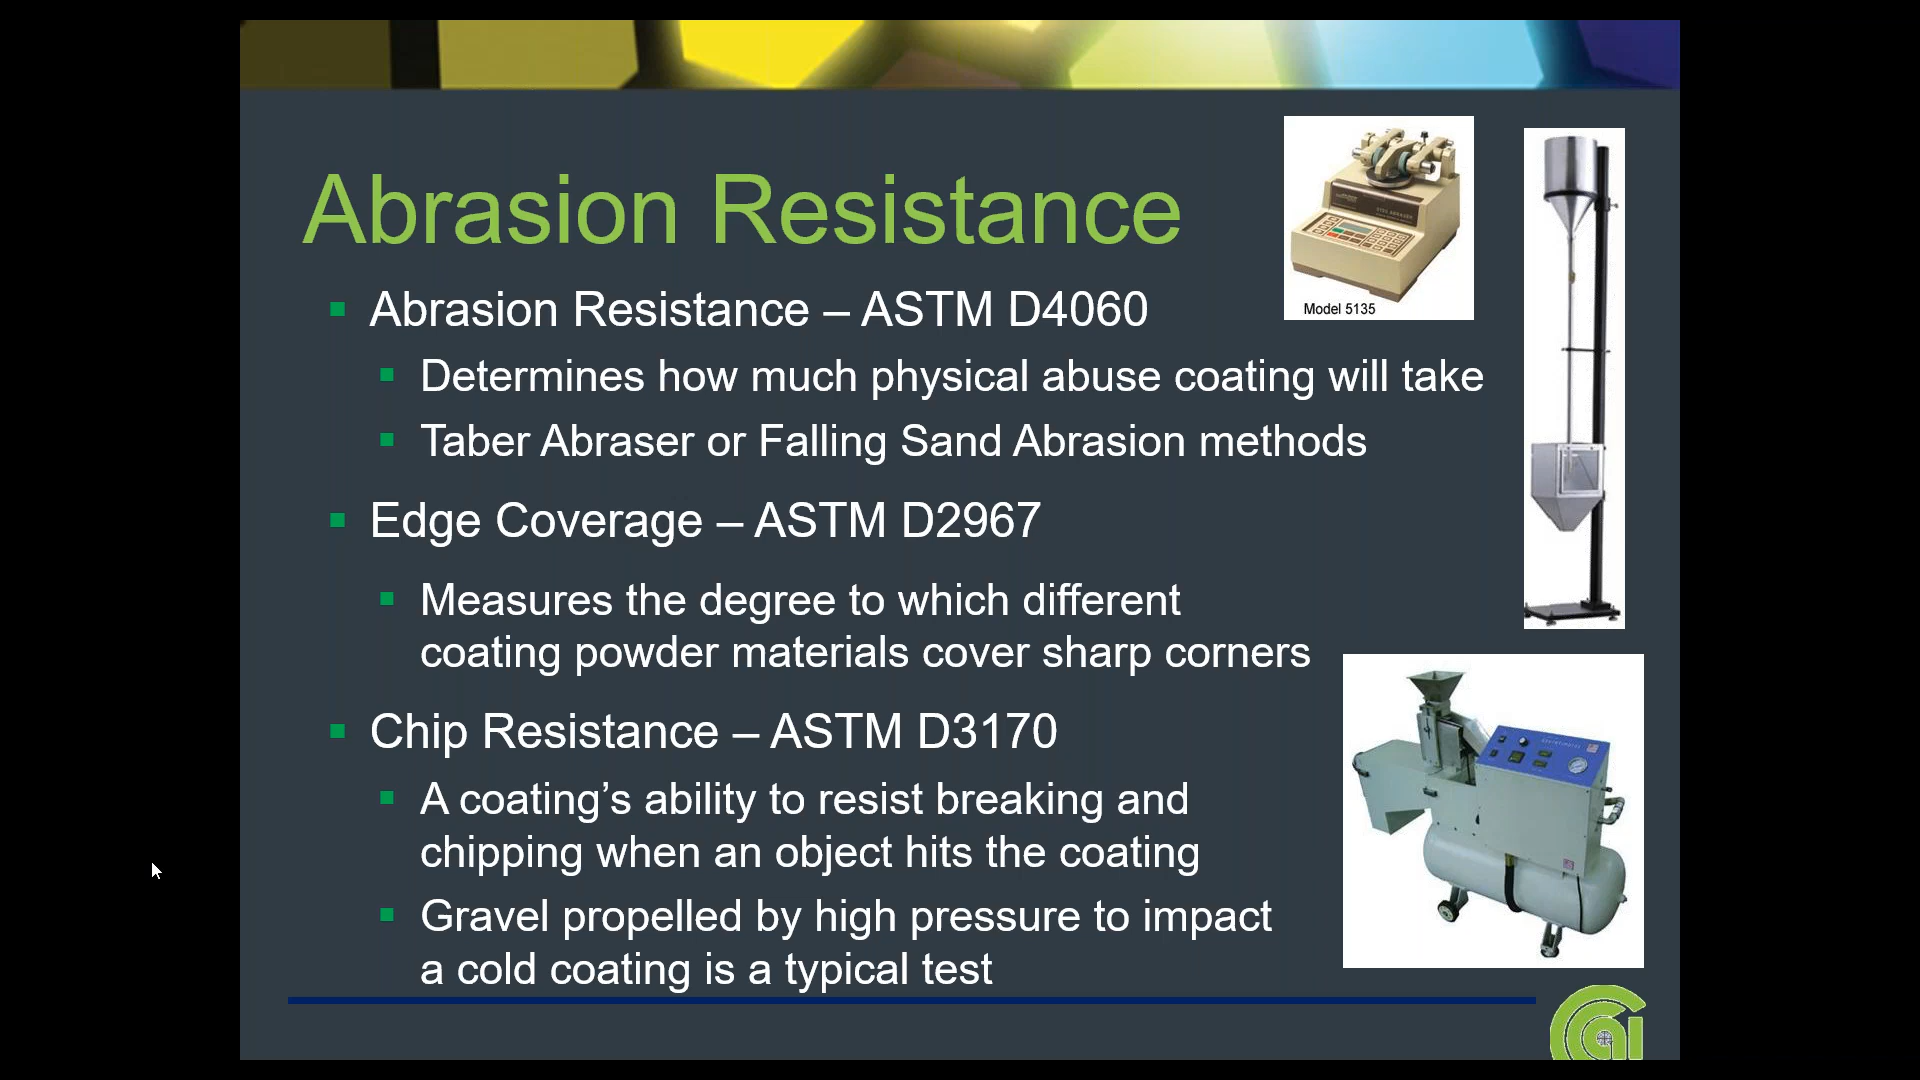 Abrasion Resistance
Abrasion Resistance – ASTM D4060
Determines how much physical abuse coating will take
Taber Abraser or Falling Sand Abrasion methods
Edge Coverage – ASTM D2967
Measures the degree to which different
coating powder materials cover sharp corners
Chip Resistance – ASTM D3170
A coating’s ability to resist breaking and
chipping when an object hits the coating
Gravel propelled by high pressure to impact
a cold coating is a typical test
Model 5135